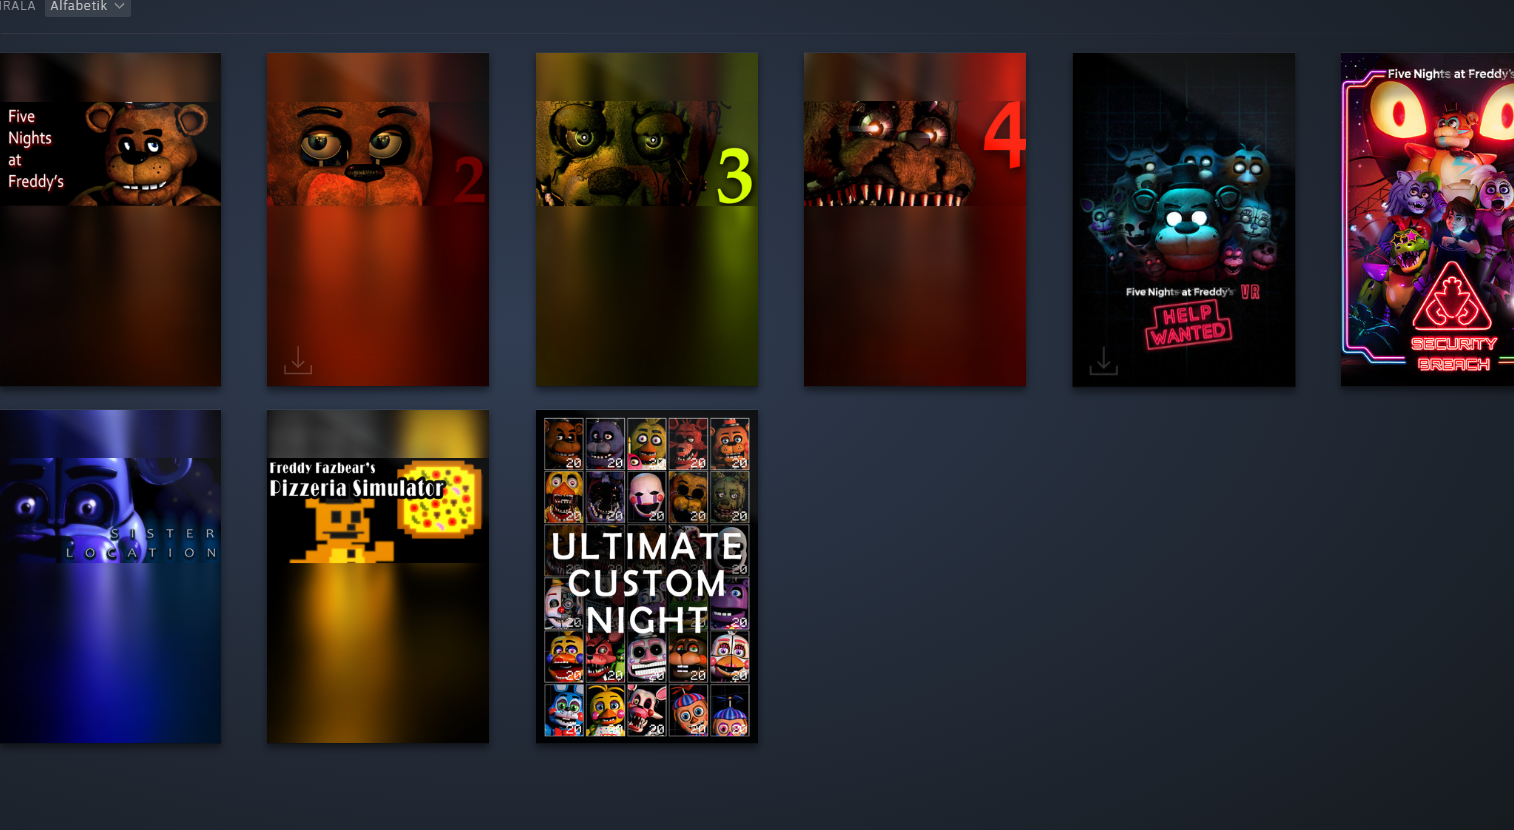 IRALA Alfabetik
Five
Nights
at
Freddy's
2
3
4
Five Nights at Freddy's VR
HELP
WANTED
Five Nights at Freddy's
SECURITY
BREACH
SISTER
LOCATION
Freddy Fazbear's
Pizzeria Simulator
20 20 20 20 20
20 20 20 20 20
ULTIMATE
CUSTOM
NIGHT
20 20
20 20 20 20 20
20 20 20 20 20